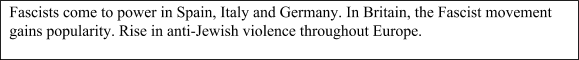 Fascists come to power in Spain, Italy and Germany. In Britain, the Fascist movement
gains popularity. Rise in anti-Jewish violence throughout Europe.